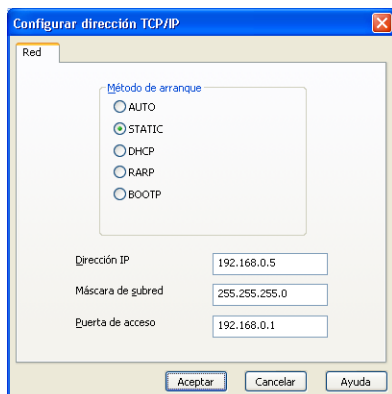 Configurar dirección TCP/IP
Red
Método de arranque
AUTO
STATIC
DHCP
RARP
BOOTP
Dirección IP 192.168.0.5
Máscara de subred 255.255.255.0
Puerta de acceso 192.168.0.1
Aceptar Cancelar Ayuda